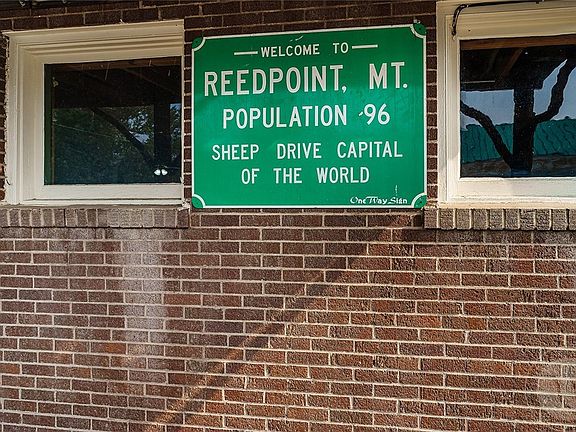 WELCOME TO
REEDPOINT, MT.
POPULATION 96
SHEEP DRIVE CAPITAL
OF THE WORLD
One Way Sign